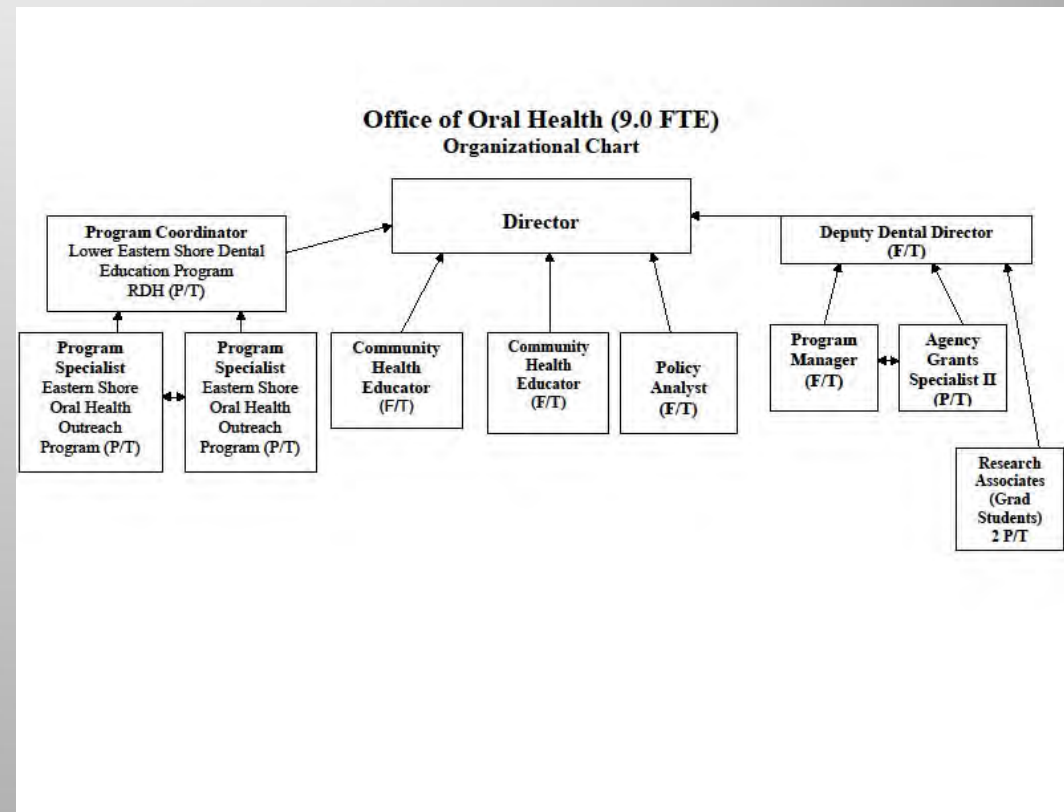 Office of Oral Health (9.0 FTE)
Organizational Chart
Director
Program Coordinator
Lower Eastern Shore Dental
Education Program
RDH (P/T)
Deputy Dental Director
(F/T)
Program
Specialist
Eastern Shore
Oral Health
Outreach
Program (P/T)
Program
Specialist
Eastern Shore
Oral Health
Outreach
Program (P/T)
Community
Health
Educator
(F/T)
Community
Health
Educator
(F/T)
Policy
Analyst
(F/T)
Program
Manager
(F/T)
Agency
Grants
Specialist II
(P/T)
Research
Associates
(Grad
Students)
2 P/T